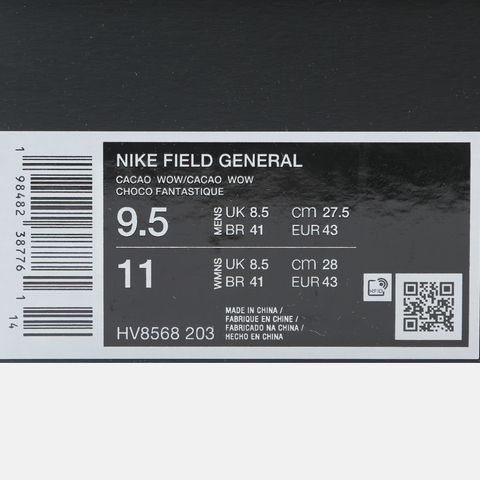 NIKE FIELD GENERAL
CACAO WOW/CACAO WOW
CHOCO FANTASTIQUE
9.5 MENS UK 8.5 cm 27.5
BR 41 EUR 43
11 WMNS UK 8.5 cm 28
BR 41 EUR 43
HV8568 203
MADE IN CHINA /
FABRIQUE EN CHINE /
FABRICADO NA CHINA /
HECHO EN CHINA
RFID
1 98482 38776 1 14